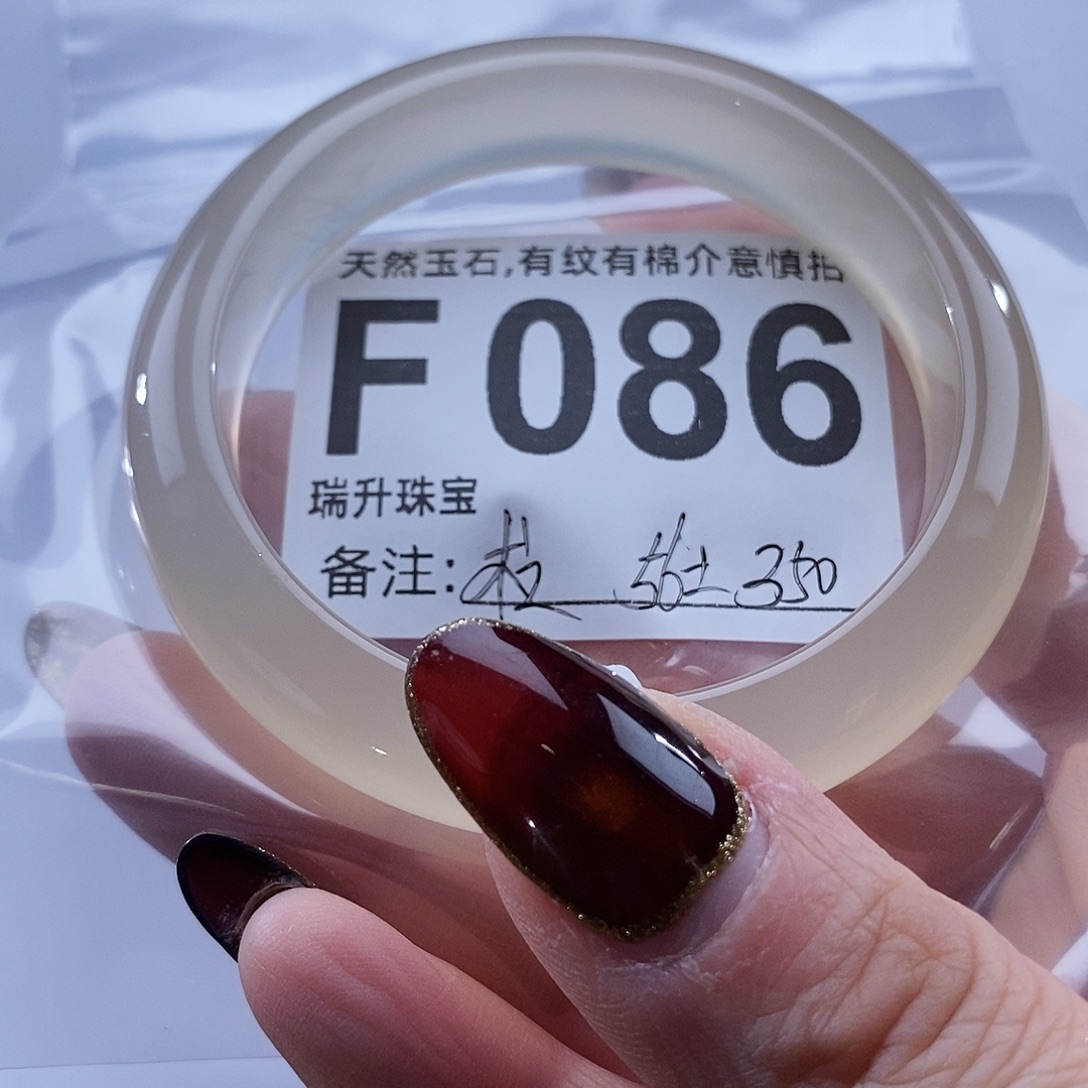 天然玉石,有纹有棉介意慎拍
F 086
瑞升珠宝
备注: 350